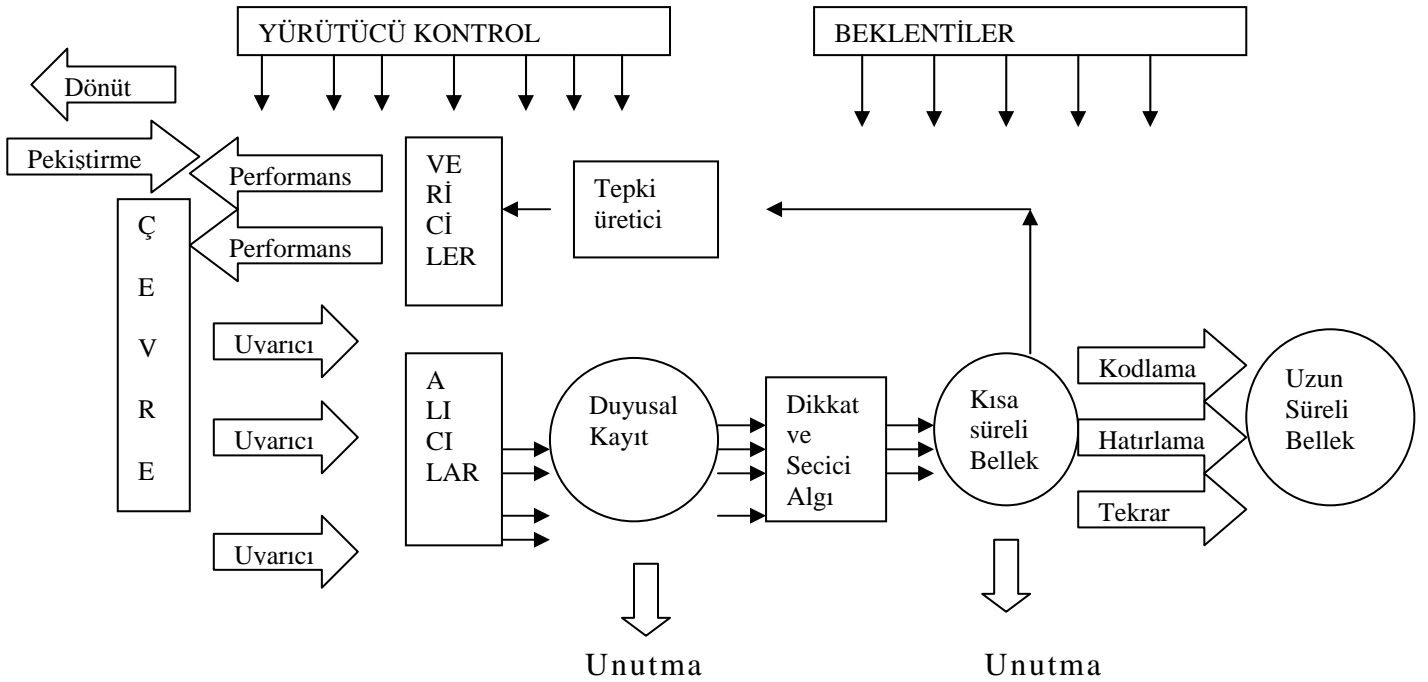 YÜRÜTÜCÜ KONTROL
BEKLENTİLER
Dönüt
Pekiştirme
Performans
Performans
VE
Rİ
Cİ
LER
Tepki
üretici
Ç
E
V
R
E
Uyarıcı
Uyarıcı
Uyarıcı
A
LI
CI
LAR
Duyusal
Kayıt
Dikkat
ve
Seçici
Algı
Kısa
süreli
Bellek
Kodlama
Hatırlama
Tekrar
Uzun
Süreli
Bellek
Unutma
Unutma